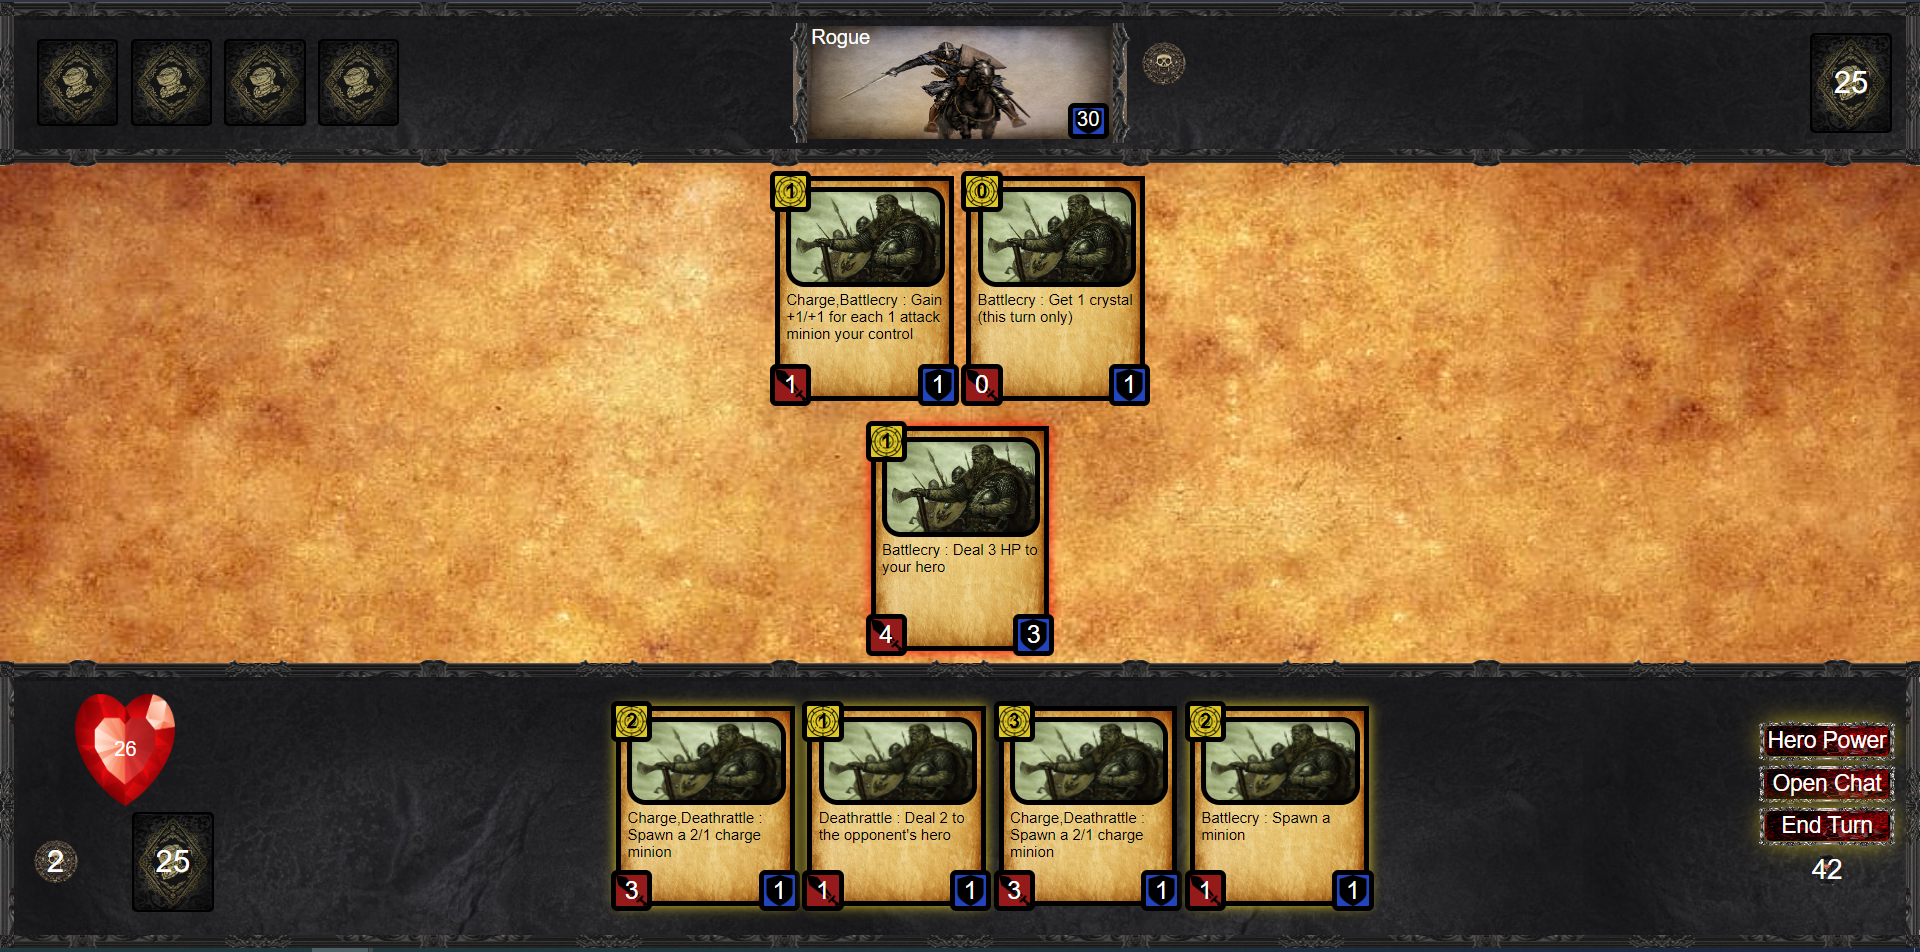 Rogue
30
25
1
Charge,Battlecry : Gain
+1/+1 for each 1 attack
minion your control
1
1
0
Battlecry : Get 1 crystal
(this turn only)
0
1
1
Battlecry : Deal 3 HP to
your hero
4
3
26
2
25
2
Charge,Deathrattle :
Spawn a 2/1 charge
minion
3
1
1
Deathrattle : Deal 2 to
the opponent's hero
1
1
3
Charge,Deathrattle :
Spawn a 2/1 charge
minion
3
1
2
Battlecry : Spawn a
minion
1
1
Hero Power
Open Chat
End Turn
42